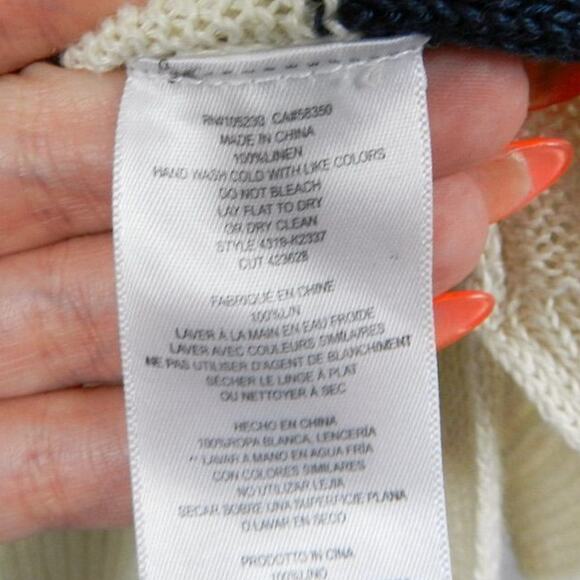 RN#105230 CA#58350
MADE IN CHINA
100%LINEN
HAND WASH COLD WITH LIKE COLORS
DO NOT BLEACH
LAY FLAT TO DRY
OR DRY CLEAN
STYLE 4319-K2337
CUT 423628
FABRIQUE EN CHINE
100%LIN
LAVER À LA MAIN EN EAU FROIDE
LAVER AVEC COULEURS SIMILAIRES
NE PAS UTILISER D'AGENT DE BLANCHIMENT
SÉCHER LE LINGE À PLAT
OU NETTOYER À SEC
HECHO EN CHINA
100%ROPA BLANCA, LENCERÍA
LAVAR A MANO EN AGUA FRÍA
CON COLORES SIMILARES
NO UTILIZAR LEJIA
SECAR SOBRE UNA SUPERFICIE PLANA
O LAVAR EN SECO
PRODOTTO IN CINA
100%LINO